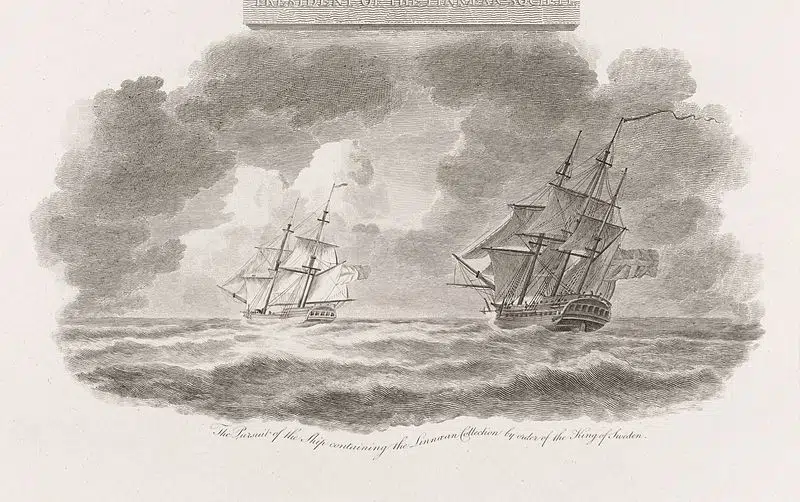 PRESIDENT OF THE LINNEAN SOCIETY
The Pursuit of the Ship containing the Linnæan Collection by order of the King of Sweden.